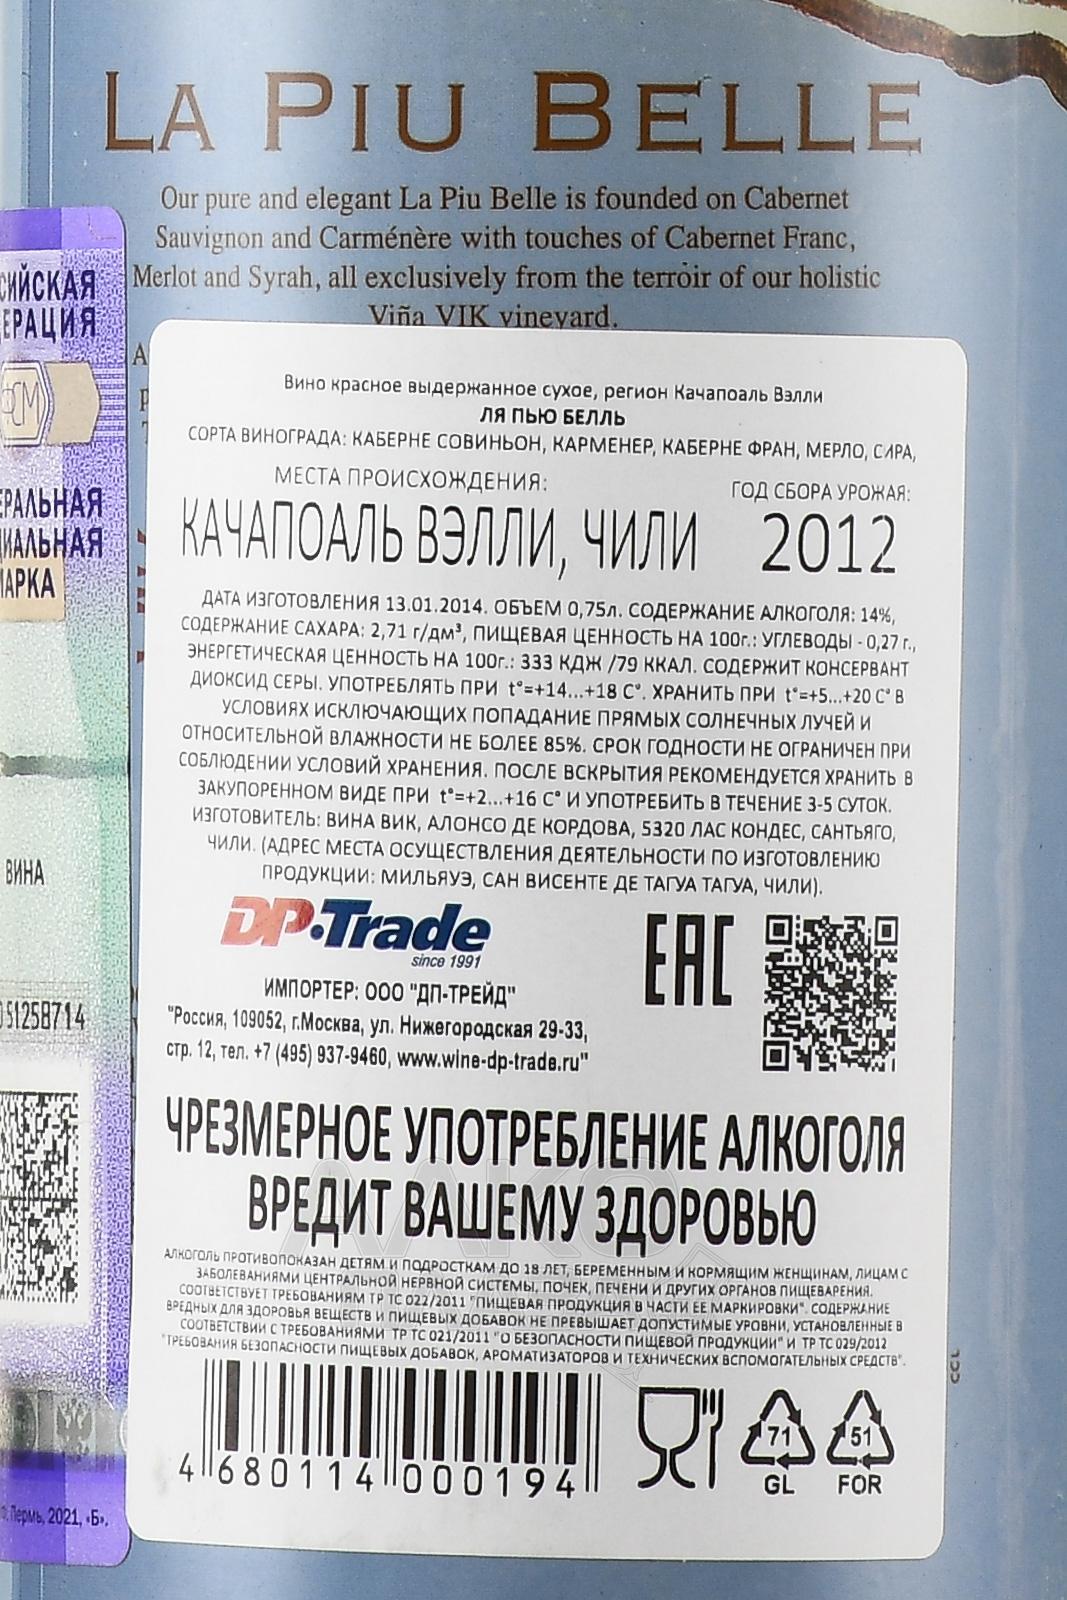 LA PIU BELLE
Our pure and elegant La Piu Belle is founded on Cabernet
Sauvignon and Carménère with touches of Cabernet Franc,
Merlot and Syrah, all exclusively from the terroir of our holistic
Viña VIK vineyard.
Вино красное выдержанное сухое, регион Качапоаль Вэлли
ЛЯ ПЬЮ БЕЛЛЬ
СОРТА ВИНОГРАДА: КАБЕРНЕ СОВИНЬОН, КАРМЕНЕР, КАБЕРНЕ ФРАН, МЕРЛО, СИРА,
МЕСТА ПРОИСХОЖДЕНИЯ:
КАЧАПОАЛЬ ВЭЛЛИ, ЧИЛИ
ГОД СБОРА УРОЖАЯ:
2012
ДАТА ИЗГОТОВЛЕНИЯ 13.01.2014. ОБЪЕМ 0,75л. СОДЕРЖАНИЕ АЛКОГОЛЯ: 14%,
СОДЕРЖАНИЕ САХАРА: 2,71 г/дм³, ПИЩЕВАЯ ЦЕННОСТЬ НА 100г.: УГЛЕВОДЫ - 0,27 г.,
ЭНЕРГЕТИЧЕСКАЯ ЦЕННОСТЬ НА 100г.: 333 КДЖ /79 ККАЛ. СОДЕРЖИТ КОНСЕРВАНТ
ДИОКСИД СЕРЫ. УПОТРЕБЛЯТЬ ПРИ t°=+14...+18 C°. ХРАНИТЬ ПРИ t°=+5...+20 C° В
УСЛОВИЯХ ИСКЛЮЧАЮЩИХ ПОПАДАНИЕ ПРЯМЫХ СОЛНЕЧНЫХ ЛУЧЕЙ И
ОТНОСИТЕЛЬНОЙ ВЛАЖНОСТИ НЕ БОЛЕЕ 85%. СРОК ГОДНОСТИ НЕ ОГРАНИЧЕН ПРИ
СОБЛЮДЕНИИ УСЛОВИЙ ХРАНЕНИЯ. ПОСЛЕ ВСКРЫТИЯ РЕКОМЕНДУЕТСЯ ХРАНИТЬ В
ЗАКУПОРЕННОМ ВИДЕ ПРИ t°=+2...+16 C° И УПОТРЕБИТЬ В ТЕЧЕНИЕ 3-5 СУТОК.
ИЗГОТОВИТЕЛЬ: ВИНА ВИК, АЛОНСО ДЕ КОРДОВА, 5320 ЛАС КОНДЕС, САНТЬЯГО,
ЧИЛИ. (АДРЕС МЕСТА ОСУЩЕСТВЛЕНИЯ ДЕЯТЕЛЬНОСТИ ПО ИЗГОТОВЛЕНИЮ
ПРОДУКЦИИ: МИЛЬЯУЭ, САН ВИСЕНТЕ ДЕ ТАГУА ТАГУА, ЧИЛИ).
DP·Trade
since 1991
EAC
ИМПОРТЕР: ООО "ДП-ТРЕЙД"
"Россия, 109052, г.Москва, ул. Нижегородская 29-33,
стр. 12, тел. +7 (495) 937-9460, www.wine-dp-trade.ru"
ЧРЕЗМЕРНОЕ УПОТРЕБЛЕНИЕ АЛКОГОЛЯ
ВРЕДИТ ВАШЕМУ ЗДОРОВЬЮ
АЛКОГОЛЬ ПРОТИВОПОКАЗАН ДЕТЯМ И ПОДРОСТКАМ ДО 18 ЛЕТ, БЕРЕМЕННЫМ И КОРМЯЩИМ ЖЕНЩИНАМ, ЛИЦАМ С
ЗАБОЛЕВАНИЯМИ ЦЕНТРАЛЬНОЙ НЕРВНОЙ СИСТЕМЫ, ПОЧЕК, ПЕЧЕНИ И ДРУГИХ ОРГАНОВ ПИЩЕВАРЕНИЯ.
СООТВЕТСТВУЕТ ТРЕБОВАНИЯМ ТР ТС 022/2011 "ПИЩЕВАЯ ПРОДУКЦИЯ В ЧАСТИ ЕЕ МАРКИРОВКИ". СОДЕРЖАНИЕ
ВРЕДНЫХ ДЛЯ ЗДОРОВЬЯ ВЕЩЕСТВ И ПИЩЕВЫХ ДОБАВОК НЕ ПРЕВЫШАЕТ ДОПУСТИМЫЕ УРОВНИ, УСТАНОВЛЕННЫЕ В
СООТВЕТСТВИИ С ТРЕБОВАНИЯМИ ТР ТС 021/2011 "О БЕЗОПАСНОСТИ ПИЩЕВОЙ ПРОДУКЦИИ" И ТР ТС 029/2012
"ТРЕБОВАНИЯ БЕЗОПАСНОСТИ ПИЩЕВЫХ ДОБАВОК, АРОМАТИЗАТОРОВ И ТЕХНИЧЕСКИХ ВСПОМОГАТЕЛЬНЫХ СРЕДСТВ".
4 680114 000194
71
GL
51
FOR
CCL
СИЙСКАЯ
ЕРАЦИЯ
ФСМ
ЕРАЛЬНАЯ
ИАЛЬНАЯ
МАРКА
ВИНА
51258714
Пермь, 2021, «Б».